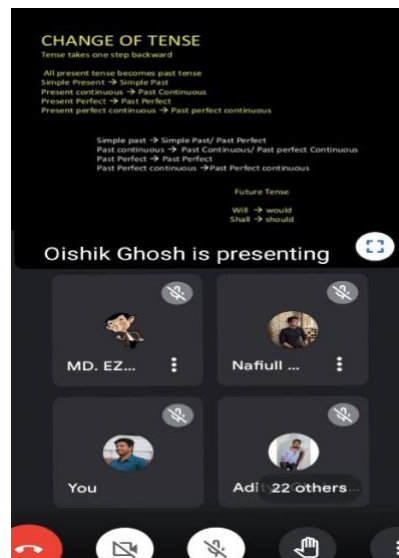 CHANGE OF TENSE
Tense takes one step backward
All present tense becomes past tense
Simple Present → Simple Past
Present continuous → Past Continuous
Present Perfect → Past Perfect
Present perfect continuous → Past perfect continuous
Simple past → Simple Past/ Past Perfect
Past continuous → Past Continuous/ Past perfect Continuous
Past Perfect → Past Perfect
Past Perfect continuous →Past Perfect continuous
Future Tense
Will → would
Shall → should
Oishik Ghosh is presenting
MD. EZ...
Nafiull ...
You
Adi
22 others